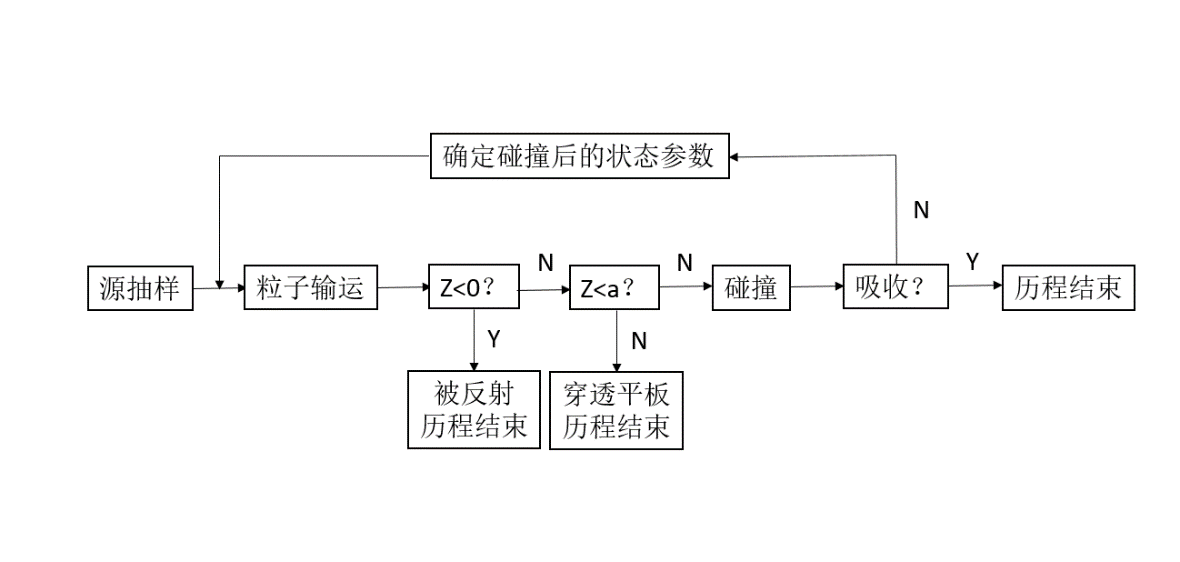 确定碰撞后的状态参数
N
源抽样
粒子输运
Z<0?
N
Z<a?
N
碰撞
吸收?
Y
历程结束
Y
N
被反射
历程结束
穿透平板
历程结束